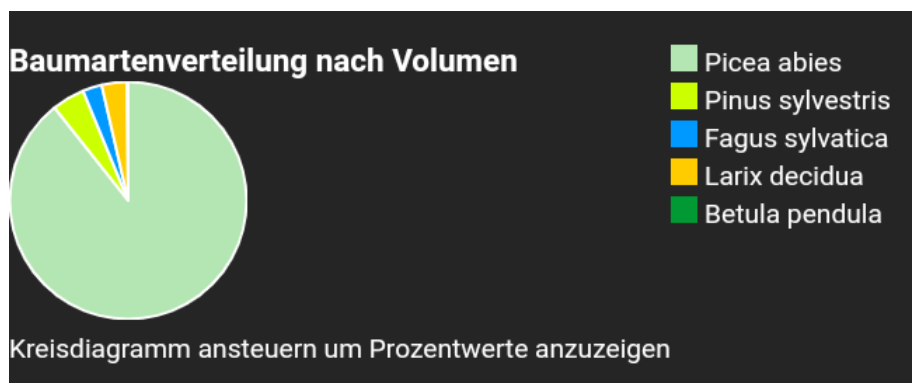 Baumartenverteilung nach Volumen
Picea abies
Pinus sylvestris
Fagus sylvatica
Larix decidua
Betula pendula
Kreisdiagramm ansteuern um Prozentwerte anzuzeigen